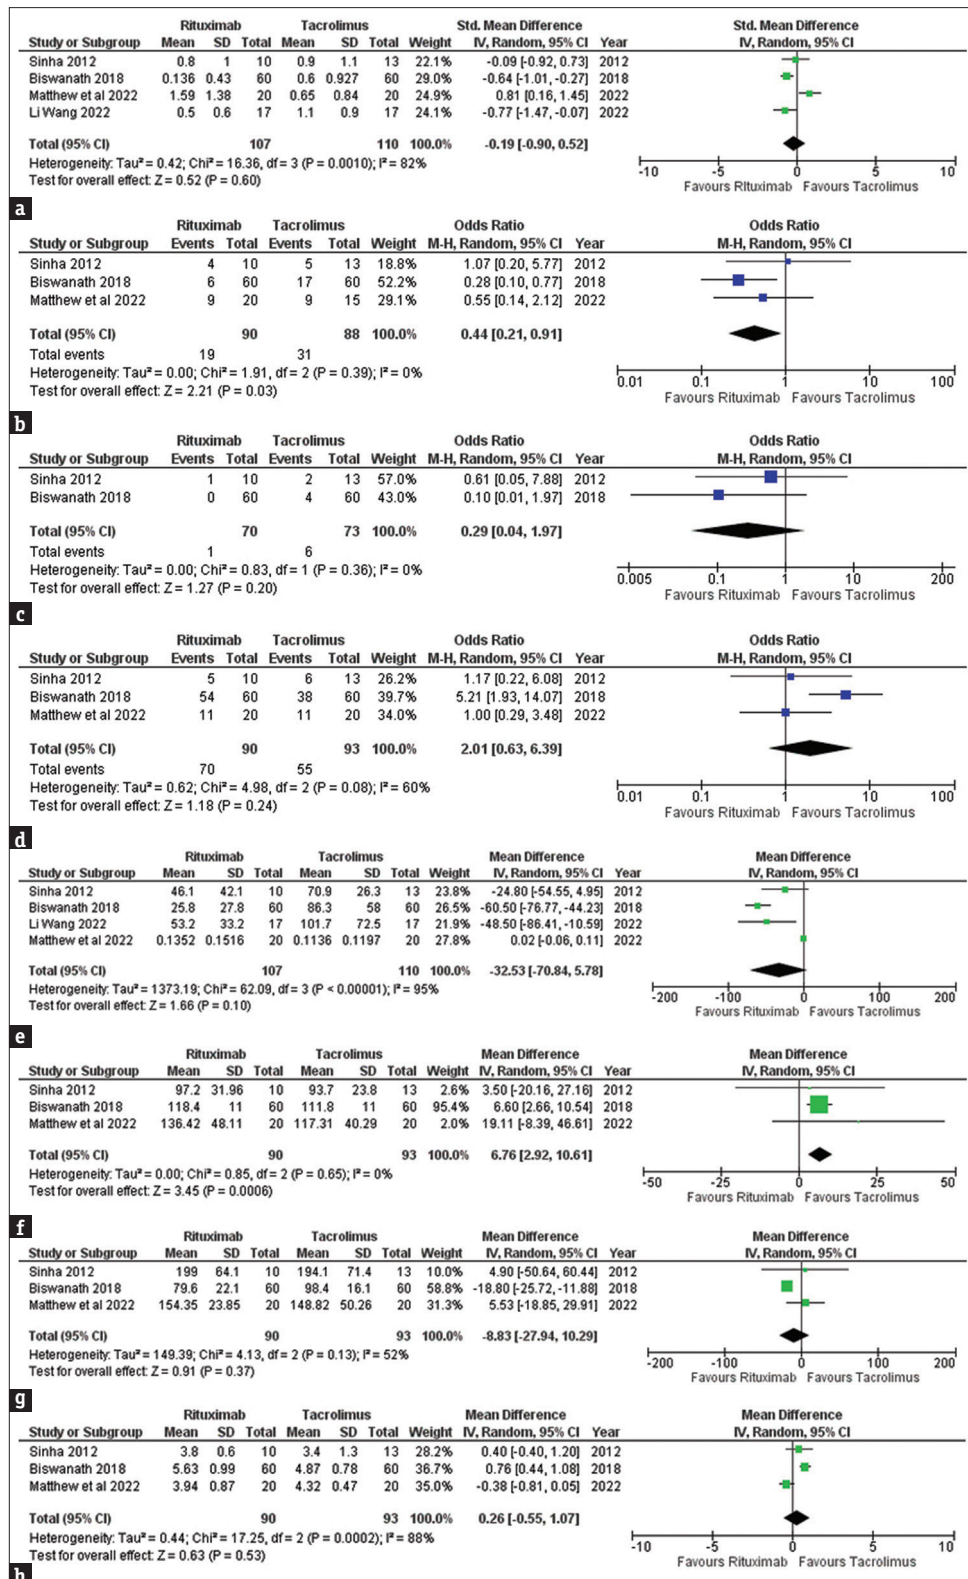 Rituximab Tacrolimus Std. Mean Difference Std. Mean Difference
Study or Subgroup Mean SD Total Mean SD Total Weight IV, Random, 95% CI Year IV, Random, 95% CI
Sinha 2012 0.8 1 10 0.9 1.1 13 22.1% -0.09 [-0.92, 0.73] 2012
Biswanath 2018 0.136 0.43 60 0.6 0.927 60 29.0% -0.64 [-1.01, -0.27] 2018
Matthew et al 2022 1.59 1.38 20 0.65 0.84 20 24.9% 0.81 [0.16, 1.45] 2022
Li Wang 2022 0.5 0.6 17 1.1 0.9 17 24.1% -0.77 [-1.47, -0.07] 2022
Total (95% CI) 107 110 100.0% -0.19 [-0.90, 0.52]
Heterogeneity: Tau² = 0.42; Chi² = 16.36, df = 3 (P = 0.0010); I² = 82%
Test for overall effect: Z = 0.52 (P = 0.60)
-10 -5 0 5 10
Favours Rituximab Favours Tacrolimus
a
Rituximab Tacrolimus Odds Ratio Odds Ratio
Study or Subgroup Events Total Events Total Weight M-H, Random, 95% CI Year M-H, Random, 95% CI
Sinha 2012 4 10 5 13 18.8% 1.07 [0.20, 5.77] 2012
Biswanath 2018 6 60 17 60 52.2% 0.28 [0.10, 0.77] 2018
Matthew et al 2022 9 20 9 15 29.1% 0.55 [0.14, 2.12] 2022
Total (95% CI) 90 88 100.0% 0.44 [0.21, 0.91]
Total events 19 31
Heterogeneity: Tau² = 0.00; Chi² = 1.91, df = 2 (P = 0.39); I² = 0%
Test for overall effect: Z = 2.21 (P = 0.03)
0.01 0.1 1 10 100
Favours Rituximab Favours Tacrolimus
b
Rituximab Tacrolimus Odds Ratio Odds Ratio
Study or Subgroup Events Total Events Total Weight M-H, Random, 95% CI Year M-H, Random, 95% CI
Sinha 2012 1 10 2 13 57.0% 0.61 [0.05, 7.88] 2012
Biswanath 2018 0 60 4 60 43.0% 0.10 [0.01, 1.97] 2018
Total (95% CI) 70 73 100.0% 0.29 [0.04, 1.97]
Total events 1 6
Heterogeneity: Tau² = 0.00; Chi² = 0.83, df = 1 (P = 0.36); I² = 0%
Test for overall effect: Z = 1.27 (P = 0.20)
0.005 0.1 1 10 200
Favours Rituximab Favours Tacrolimus
c
Rituximab Tacrolimus Odds Ratio Odds Ratio
Study or Subgroup Events Total Events Total Weight M-H, Random, 95% CI Year M-H, Random, 95% CI
Sinha 2012 5 10 6 13 26.2% 1.17 [0.22, 6.08] 2012
Biswanath 2018 54 60 38 60 39.7% 5.21 [1.93, 14.07] 2018
Matthew et al 2022 11 20 11 20 34.0% 1.00 [0.29, 3.48] 2022
Total (95% CI) 90 93 100.0% 2.01 [0.63, 6.39]
Total events 70 55
Heterogeneity: Tau² = 0.62; Chi² = 4.98, df = 2 (P = 0.08); I² = 60%
Test for overall effect: Z = 1.18 (P = 0.24)
0.01 0.1 1 10 100
Favours Rituximab Favours Tacrolimus
d
Rituximab Tacrolimus Mean Difference Mean Difference
Study or Subgroup Mean SD Total Mean SD Total Weight IV, Random, 95% CI Year IV, Random, 95% CI
Sinha 2012 46.1 42.1 10 70.9 26.3 13 23.8% -24.80 [-54.55, 4.95] 2012
Biswanath 2018 25.8 27.8 60 86.3 58 60 26.5% -60.50 [-76.77, -44.23] 2018
Li Wang 2022 53.2 33.2 17 101.7 72.5 17 21.9% -48.50 [-86.41, -10.59] 2022
Matthew et al 2022 0.1352 0.1516 20 0.1136 0.1197 20 27.8% 0.02 [-0.06, 0.11] 2022
Total (95% CI) 107 110 100.0% -32.53 [-70.84, 5.78]
Heterogeneity: Tau² = 1373.19; Chi² = 62.09, df = 3 (P < 0.00001); I² = 95%
Test for overall effect: Z = 1.66 (P = 0.10)
-200 -100 0 100 200
Favours Rituximab Favours Tacrolimus
e
Rituximab Tacrolimus Mean Difference Mean Difference
Study or Subgroup Mean SD Total Mean SD Total Weight IV, Random, 95% CI Year IV, Random, 95% CI
Sinha 2012 97.2 31.96 10 93.7 23.8 13 2.6% 3.50 [-20.16, 27.16] 2012
Biswanath 2018 118.4 11 60 111.8 11 60 95.4% 6.60 [2.66, 10.54] 2018
Matthew et al 2022 136.42 48.11 20 117.31 40.29 20 2.0% 19.11 [-8.39, 46.61] 2022
Total (95% CI) 90 93 100.0% 6.76 [2.92, 10.61]
Heterogeneity: Tau² = 0.00; Chi² = 0.85, df = 2 (P = 0.65); I² = 0%
Test for overall effect: Z = 3.45 (P = 0.0006)
-50 -25 0 25 50
Favours Rituximab Favours Tacrolimus
f
Rituximab Tacrolimus Mean Difference Mean Difference
Study or Subgroup Mean SD Total Mean SD Total Weight IV, Random, 95% CI Year IV, Random, 95% CI
Sinha 2012 199 64.1 10 194.1 71.4 13 10.0% 4.90 [-50.64, 60.44] 2012
Biswanath 2018 79.6 22.1 60 98.4 16.1 60 58.8% -18.80 [-25.72, -11.88] 2018
Matthew et al 2022 154.35 23.85 20 148.82 50.26 20 31.3% 5.53 [-18.85, 29.91] 2022
Total (95% CI) 90 93 100.0% -8.83 [-27.94, 10.29]
Heterogeneity: Tau² = 149.39; Chi² = 4.13, df = 2 (P = 0.13); I² = 52%
Test for overall effect: Z = 0.91 (P = 0.37)
-200 -100 0 100 200
Favours Rituximab Favours Tacrolimus
g
Rituximab Tacrolimus Mean Difference Mean Difference
Study or Subgroup Mean SD Total Mean SD Total Weight IV, Random, 95% CI Year IV, Random, 95% CI
Sinha 2012 3.8 0.6 10 3.4 1.3 13 28.2% 0.40 [-0.40, 1.20] 2012
Biswanath 2018 5.63 0.99 60 4.87 0.78 60 36.7% 0.76 [0.44, 1.08] 2018
Matthew et al 2022 3.94 0.87 20 4.32 0.47 20 35.0% -0.38 [-0.81, 0.05] 2022
Total (95% CI) 90 93 100.0% 0.26 [-0.55, 1.07]
Heterogeneity: Tau² = 0.44; Chi² = 17.25, df = 2 (P = 0.0002); I² = 88%
Test for overall effect: Z = 0.63 (P = 0.53)
-10 -5 0 5 10
Favours Rituximab Favours Tacrolimus
h